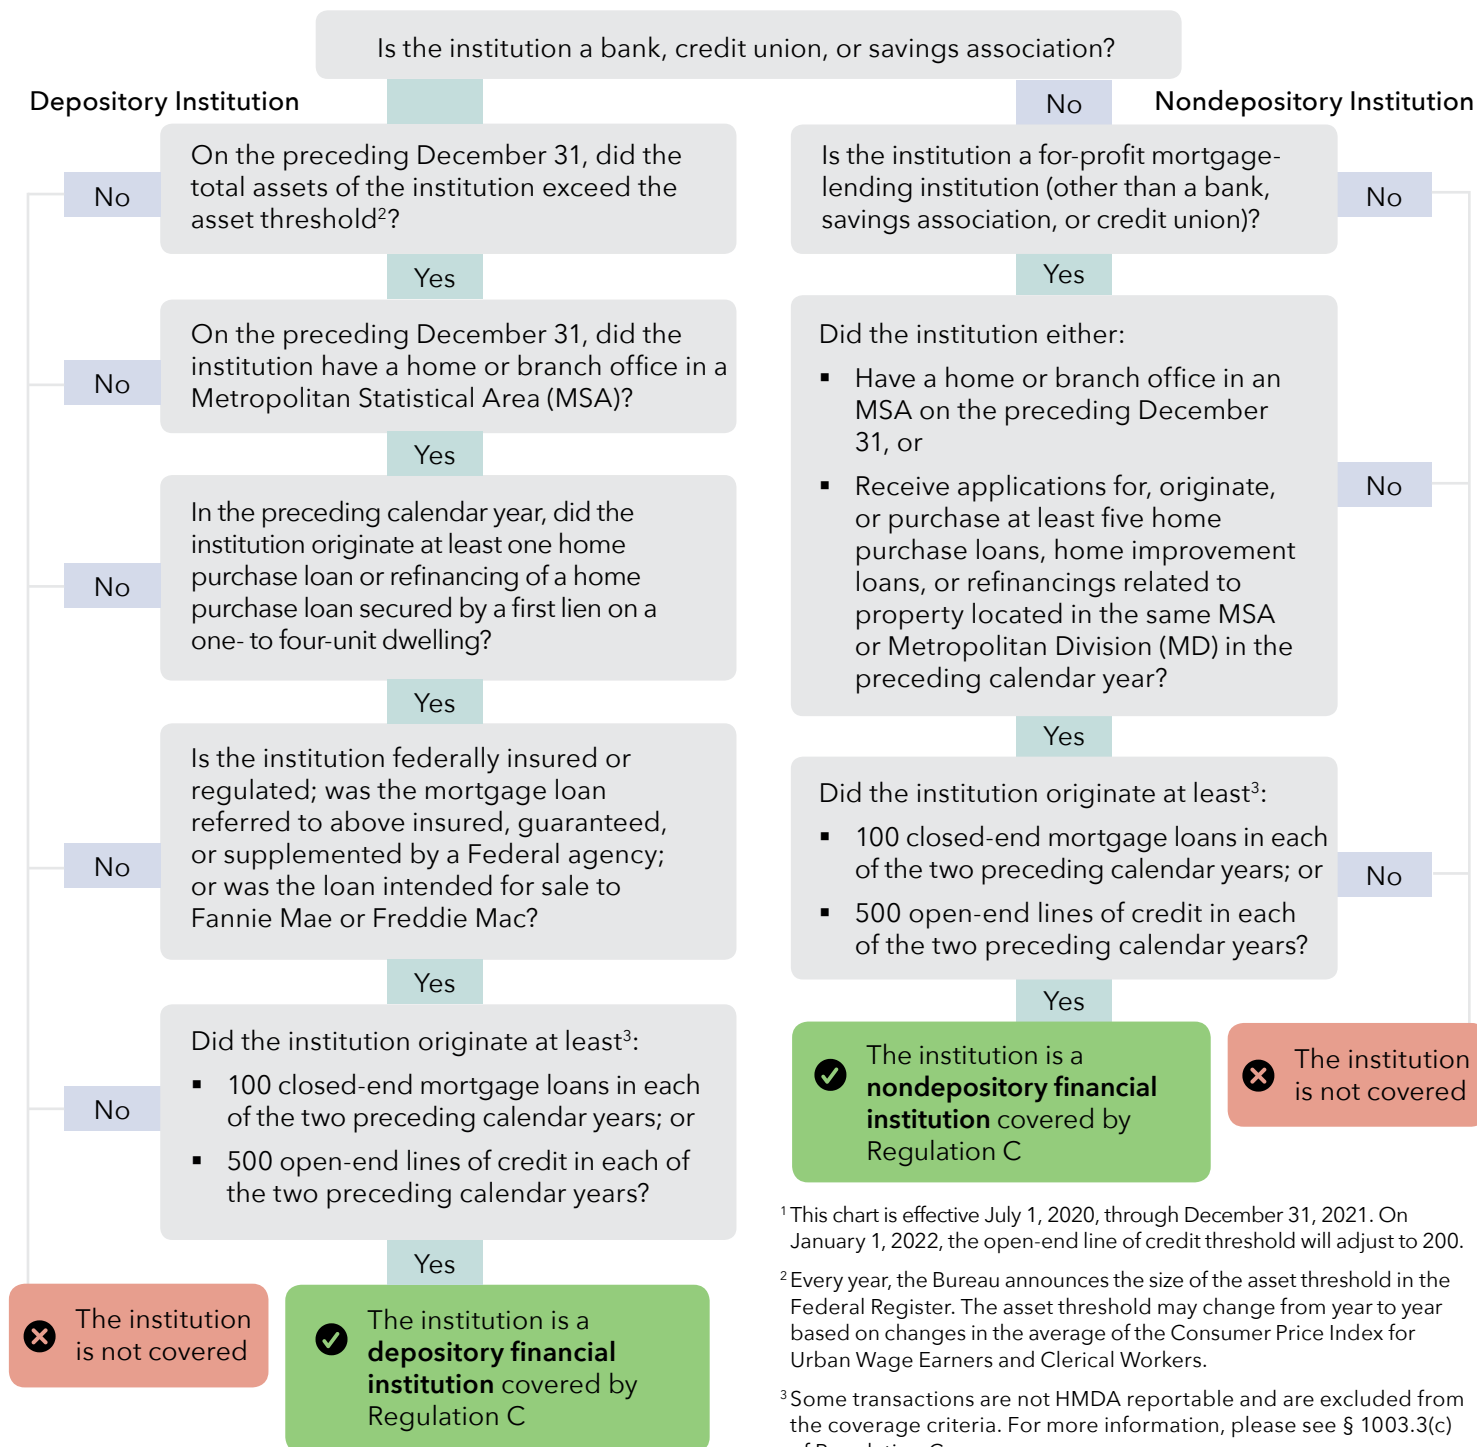 Is the institution a bank, credit union, or savings association?
Depository Institution
On the preceding December 31, did the
total assets of the institution exceed the
asset threshold²?
No
Yes
On the preceding December 31, did the
institution have a home or branch office in a
Metropolitan Statistical Area (MSA)?
No
Yes
In the preceding calendar year, did the
institution originate at least one home
purchase loan or refinancing of a home
purchase loan secured by a first lien on a
one- to four-unit dwelling?
No
Yes
Is the institution federally insured or
regulated; was the mortgage loan
referred to above insured, guaranteed,
or supplemented by a Federal agency;
or was the loan intended for sale to
Fannie Mae or Freddie Mac?
No
Yes
Did the institution originate at least³:
▪ 100 closed-end mortgage loans in each
of the two preceding calendar years; or
▪ 500 open-end lines of credit in each of
the two preceding calendar years?
No
Yes
The institution
is not covered
The institution is a
depository financial
institution covered by
Regulation C
No
Nondepository Institution
Is the institution a for-profit mortgage-
lending institution (other than a bank,
savings association, or credit union)?
No
Yes
Did the institution either:
▪ Have a home or branch office in an
MSA on the preceding December
31, or
▪ Receive applications for, originate,
or purchase at least five home
purchase loans, home improvement
loans, or refinancings related to
property located in the same MSA
or Metropolitan Division (MD) in the
preceding calendar year?
No
Yes
Did the institution originate at least³:
▪ 100 closed-end mortgage loans in each
of the two preceding calendar years; or
▪ 500 open-end lines of credit in each
of the two preceding calendar years?
No
Yes
The institution is a
nondepository financial
institution covered by
Regulation C
The institution
is not covered
¹ This chart is effective July 1, 2020, through December 31, 2021. On
January 1, 2022, the open-end line of credit threshold will adjust to 200.
² Every year, the Bureau announces the size of the asset threshold in the
Federal Register. The asset threshold may change from year to year
based on changes in the average of the Consumer Price Index for
Urban Wage Earners and Clerical Workers.
³ Some transactions are not HMDA reportable and are excluded from
the coverage criteria. For more information, please see § 1003.3(c)